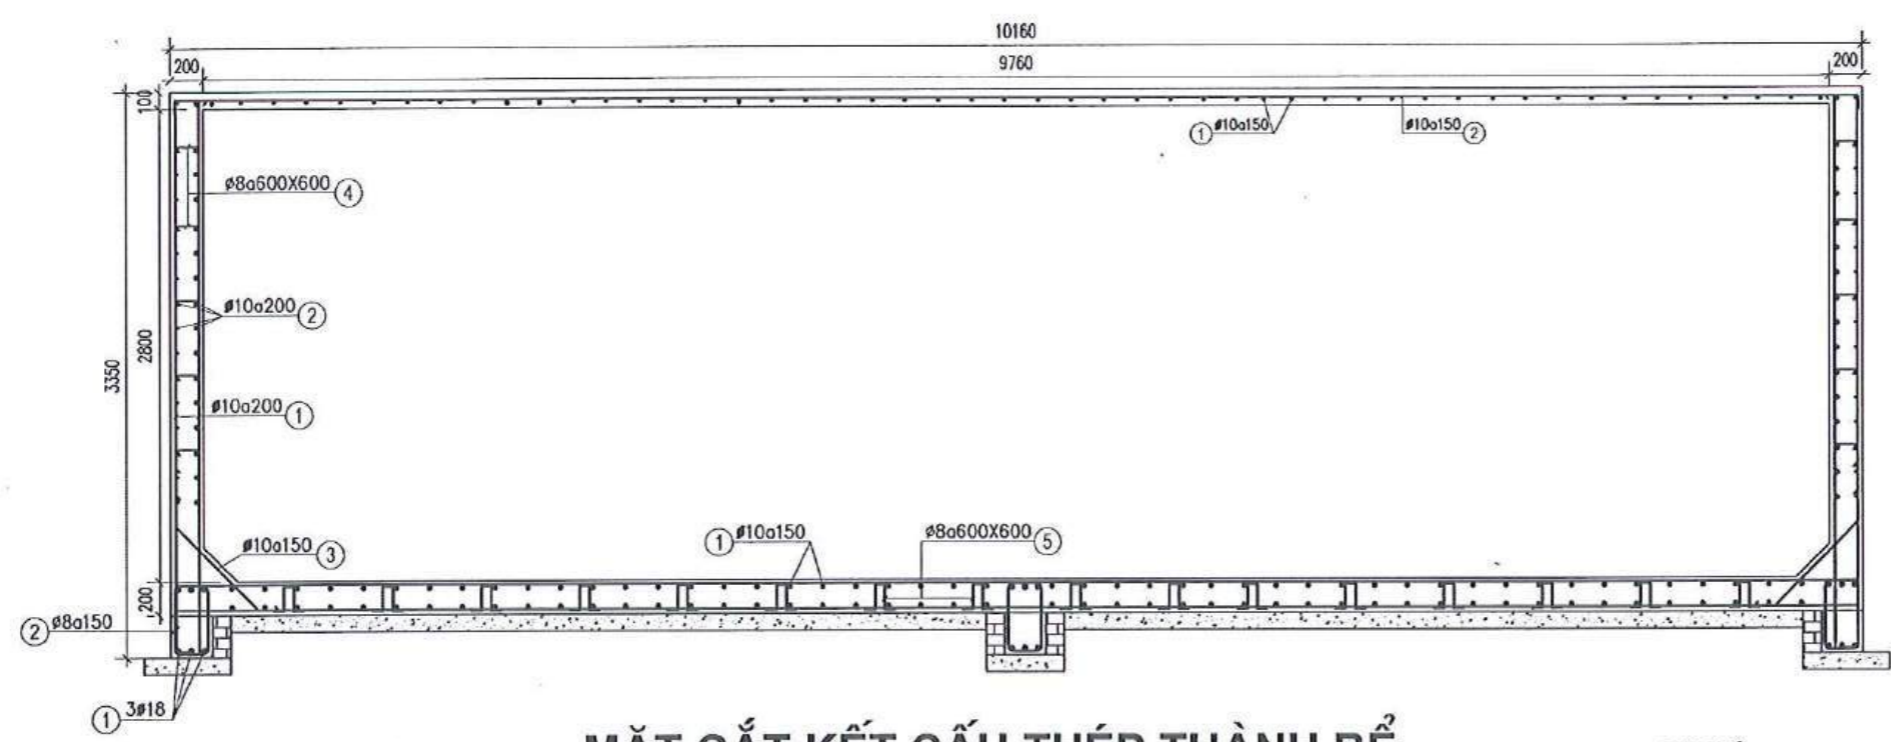 10160
200 9760 200
100
① ø10a150 ø10a150 ②
ø8a600X600 ④
ø10a200 ②
2800
3350
ø10a200 ①
ø10a150 ③
① ø10a150
ø8a600X600 ⑤
200
② ø8a150
① 3ø18
MẶT CẮT KẾT CẤU THÉP THÀNH BỂ